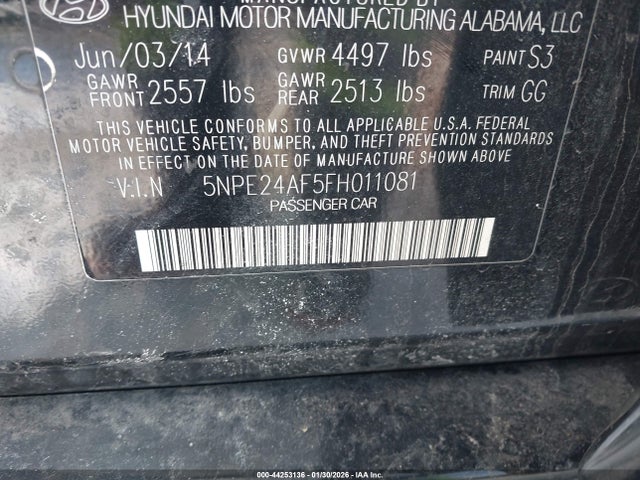 MANUFACTURED BY
HYUNDAI MOTOR MANUFACTURING ALABAMA, LLC
Jun/03/14 GVWR 4497 lbs PAINT S3
GAWR FRONT 2557 lbs GAWR REAR 2513 lbs TRIM GG
THIS VEHICLE CONFORMS TO ALL APPLICABLE U.S.A. FEDERAL
MOTOR VEHICLE SAFETY, BUMPER, AND THEFT PREVENTION STANDARDS
IN EFFECT ON THE DATE OF MANUFACTURE SHOWN ABOVE
V.I.N 5NPE24AF5FH011081
PASSENGER CAR
000-44253136 - 01/30/2026 - IAA Inc.